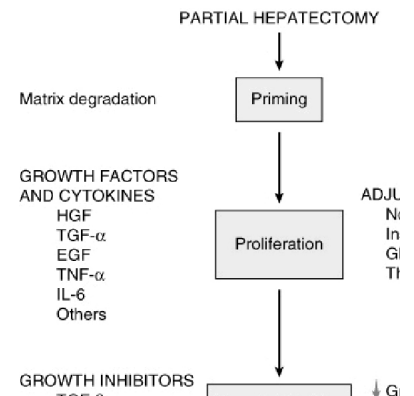 PARTIAL HEPATECTOMY
Matrix degradation
Priming
GROWTH FACTORS
AND CYTOKINES
HGF
TGF-α
EGF
TNF-α
IL-6
Others
Proliferation
GROWTH INHIBITORS